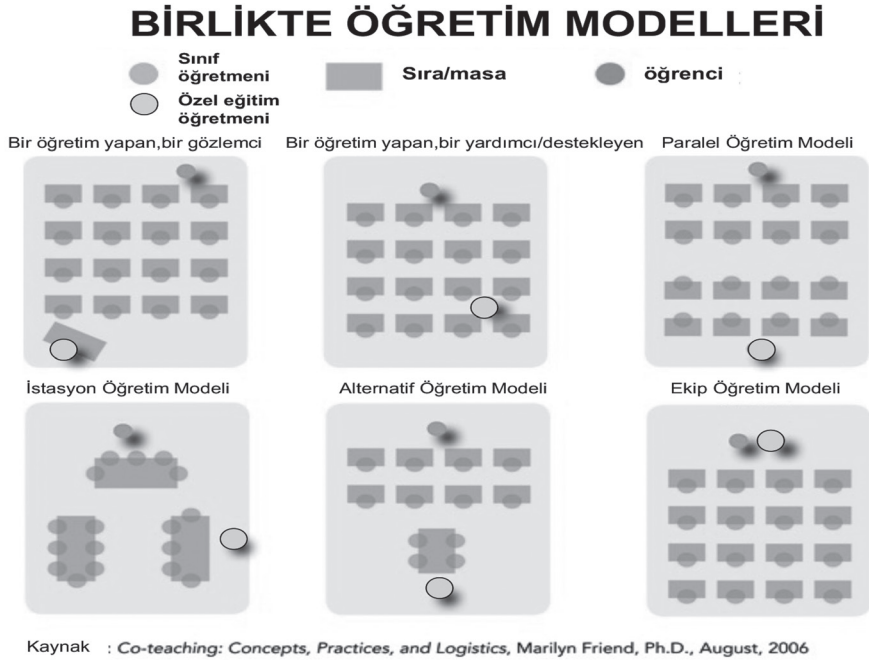 BİRLİKTE ÖĞRETİM MODELLERİ
Sınıf
öğretmeni
Sıra/masa
öğrenci
Özel eğitim
öğretmeni
Bir öğretim yapan,bir gözlemci
Bir öğretim yapan,bir yardımcı/destekleyen
Paralel Öğretim Modeli
İstasyon Öğretim Modeli
Alternatif Öğretim Modeli
Ekip Öğretim Modeli
Kaynak : Co-teaching: Concepts, Practices, and Logistics, Marilyn Friend, Ph.D., August, 2006